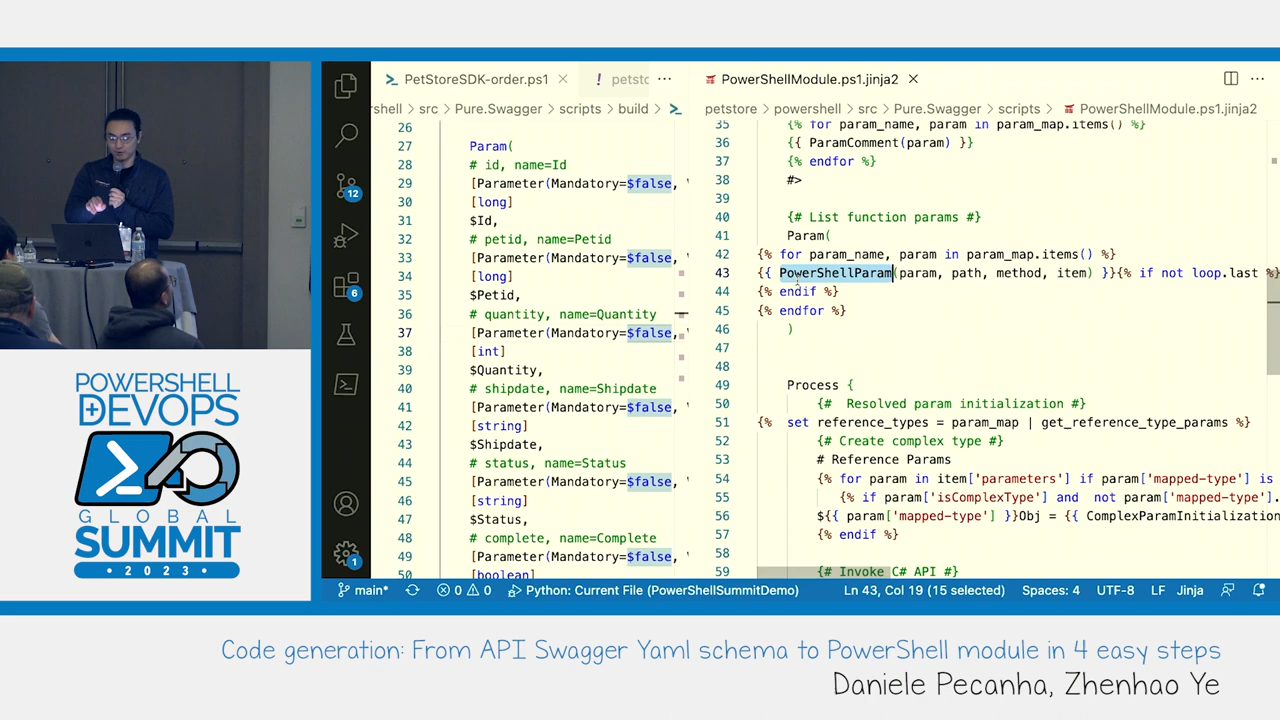 PetStoreSDK-order.ps1
petstc
PowerShellModule.ps1.jinja2
rshell > src > Pure.Swagger > scripts > build >
petstore > powershell > src > Pure.Swagger > scripts > PowerShellModule.ps1.jinja2
26
27 Param(
28 # id, name=Id
29 [Parameter(Mandatory=$false,
30 [long]
31 $Id,
32 # petid, name=Petid
33 [Parameter(Mandatory=$false,
34 [long]
35 $Petid,
36 # quantity, name=Quantity
37 [Parameter(Mandatory=$false,
38 [int]
39 $Quantity,
40 # shipdate, name=Shipdate
41 [Parameter(Mandatory=$false,
42 [string]
43 $Shipdate,
44 # status, name=Status
45 [Parameter(Mandatory=$false,
46 [string]
47 $Status,
48 # complete, name=Complete
49 [Parameter(Mandatory=$false,
50 [boolean]
35 {% for param_name, param in param_map.items() %}
36 {{ ParamComment(param) }}
37 {% endfor %}
38 #>
39
40 {# List function params #}
41 Param(
42 {% for param_name, param in param_map.items() %}
43 {{ PowerShellParam(param, path, method, item) }}{% if not loop.last %}
44 {% endif %}
45 {% endfor %}
46 )
47
48
49 Process {
50 {#  Resolved param initialization #}
51 {%  set reference_types = param_map | get_reference_type_params %}
52 {# Create complex type #}
53 # Reference Params
54 {% for param in item['parameters'] if param['mapped-type'] is
55 {% if param['isComplexType'] and  not param['mapped-type'].
56 ${{ param['mapped-type'] }}Obj = {{ ComplexParamInitialization
57 {% endif %}
58
59 {# Invoke C# API #}
12
6
1
main*
0 0
Python: Current File (PowerShellSummitDemo)
Ln 43, Col 19 (15 selected)
Spaces: 4
UTF-8
LF
Jinja
POWERSHELL
+DEVOPS
GLOBAL
SUMMIT
• 2023 •
Code generation: From API Swagger Yaml schema to PowerShell module in 4 easy steps
Daniele Pecanha, Zhenhao Ye